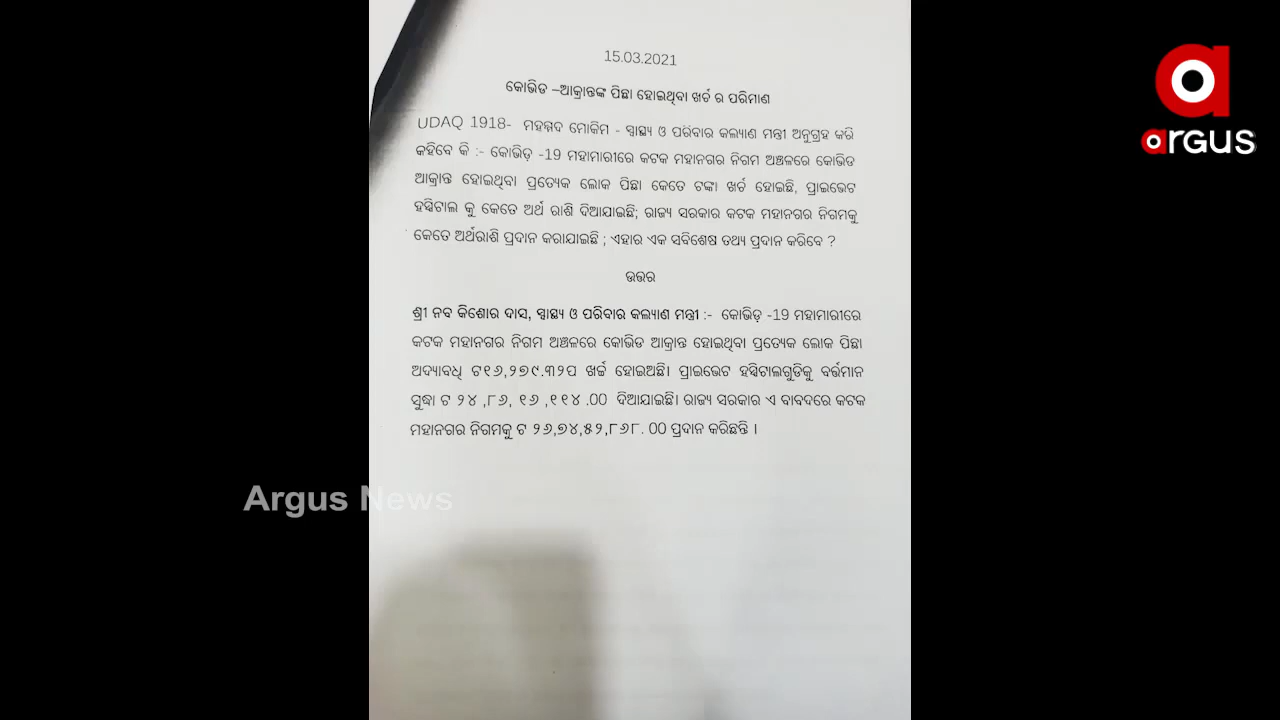 15.03.2021
କୋଭିଡ –ଆକ୍ରାନ୍ତଙ୍କ ପିଛା ହୋଇଥିବା ଖର୍ଚ୍ଚ ର ପରିମାଣ
UDAQ 1918- ମହମ୍ମଦ ମୋକିମ - ସ୍ୱାସ୍ଥ୍ୟ ଓ ପରିବାର କଲ୍ୟାଣ ମନ୍ତ୍ରୀ ଅନୁଗ୍ରହ କରି
କହିବେ କି :- କୋଭିଡ଼ -19 ମହାମାରୀରେ କଟକ ମହାନଗର ନିଗମ ଅଞ୍ଚଳରେ କୋଭିଡ
ଆକ୍ରାନ୍ତ ହୋଇଥିବା ପ୍ରତ୍ୟେକ ଲୋକ ପିଛା କେତେ ଟଙ୍କା ଖର୍ଚ୍ଚ ହୋଇଛି, ପ୍ରାଇଭେଟ
ହସ୍ପିଟାଲ କୁ କେତେ ଅର୍ଥ ରାଶି ଦିଆଯାଇଛି; ରାଜ୍ୟ ସରକାର କଟକ ମହାନଗର ନିଗମକୁ
କେତେ ଅର୍ଥରାଶି ପ୍ରଦାନ କରାଯାଇଛି ; ଏହାର ଏକ ସବିଶେଷ ତଥ୍ୟ ପ୍ରଦାନ କରିବେ ?
ଉତ୍ତର
ଶ୍ରୀ ନବ କିଶୋର ଦାସ, ସ୍ୱାସ୍ଥ୍ୟ ଓ ପରିବାର କଲ୍ୟାଣ ମନ୍ତ୍ରୀ :- କୋଭିଡ଼ -19 ମହାମାରୀରେ
କଟକ ମହାନଗର ନିଗମ ଅଞ୍ଚଳରେ କୋଭିଡ ଆକ୍ରାନ୍ତ ହୋଇଥିବା ପ୍ରତ୍ୟେକ ଲୋକ ପିଛା
ଅଦ୍ୟାବଧି ଟ୧୬,୨୭୯.୩୨ପ ଖର୍ଚ୍ଚ ହୋଇଅଛି। ପ୍ରାଇଭେଟ ହସ୍ପିଟାଲଗୁଡିକୁ ବର୍ତ୍ତମାନ
ସୁଦ୍ଧା ଟ ୨୪ ,୮୬, ୧୬ ,୧୧୪ .00 ଦିଆଯାଇଛି। ରାଜ୍ୟ ସରକାର ଏ ବାବଦରେ କଟକ
ମହାନଗର ନିଗମକୁ ଟ ୨୬,୭୪,୫୨,୮୬୮. 00 ପ୍ରଦାନ କରିଛନ୍ତି ।
Argus News
argus